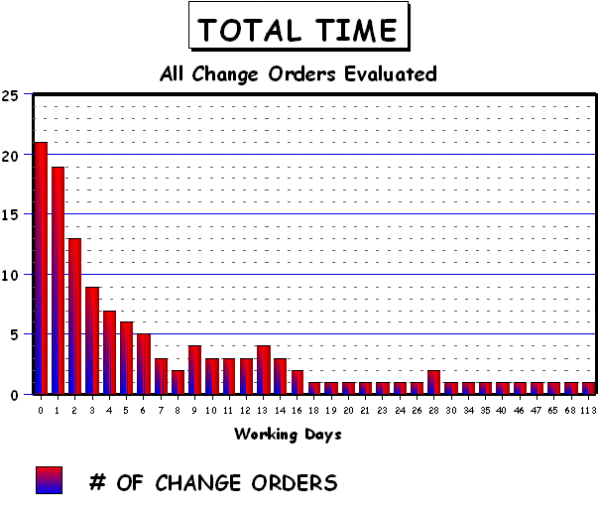 TOTAL TIME
All Change Orders Evaluated
25
20
15
10
5
0
0 1 2 3 4 5 6 7 8 9 10 11 12 13 14 16 18 19 20 21 23 24 26 28 30 34 35 40 46 47 65 68 113
Working Days
# OF CHANGE ORDERS